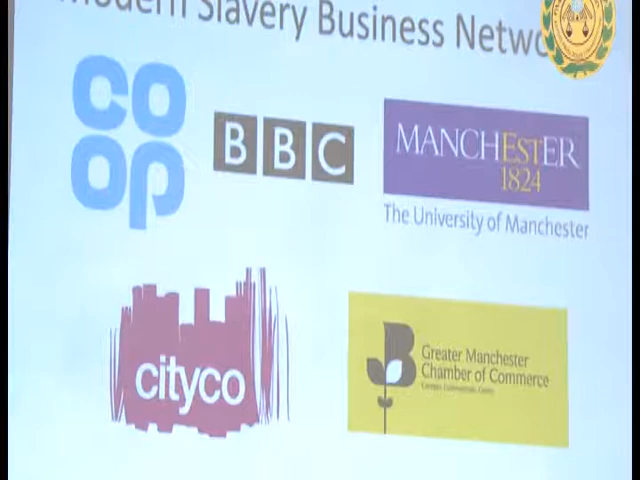 Modern Slavery Business Netwo
CO
OP
BBC
MANCHESTER
1824
The University of Manchester
cityco
Greater Manchester
Chamber of Commerce